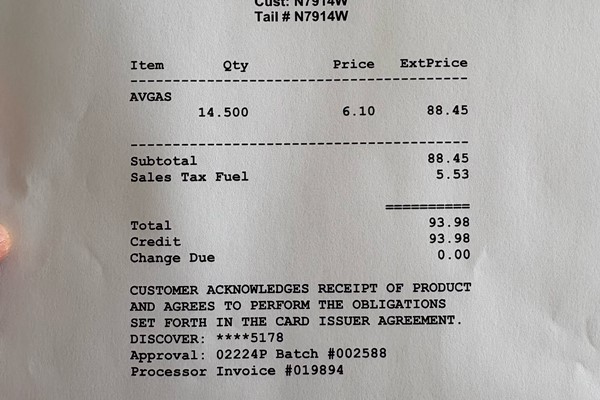 Cust: N7914W
Tail # N7914W
Item Qty Price ExtPrice
AVGAS
14.500 6.10 88.45
Subtotal 88.45
Sales Tax Fuel 5.53
Total 93.98
Credit 93.98
Change Due 0.00
CUSTOMER ACKNOWLEDGES RECEIPT OF PRODUCT
AND AGREES TO PERFORM THE OBLIGATIONS
SET FORTH IN THE CARD ISSUER AGREEMENT.
DISCOVER: ****5178
Approval: 02224P Batch #002588
Processor Invoice #019894